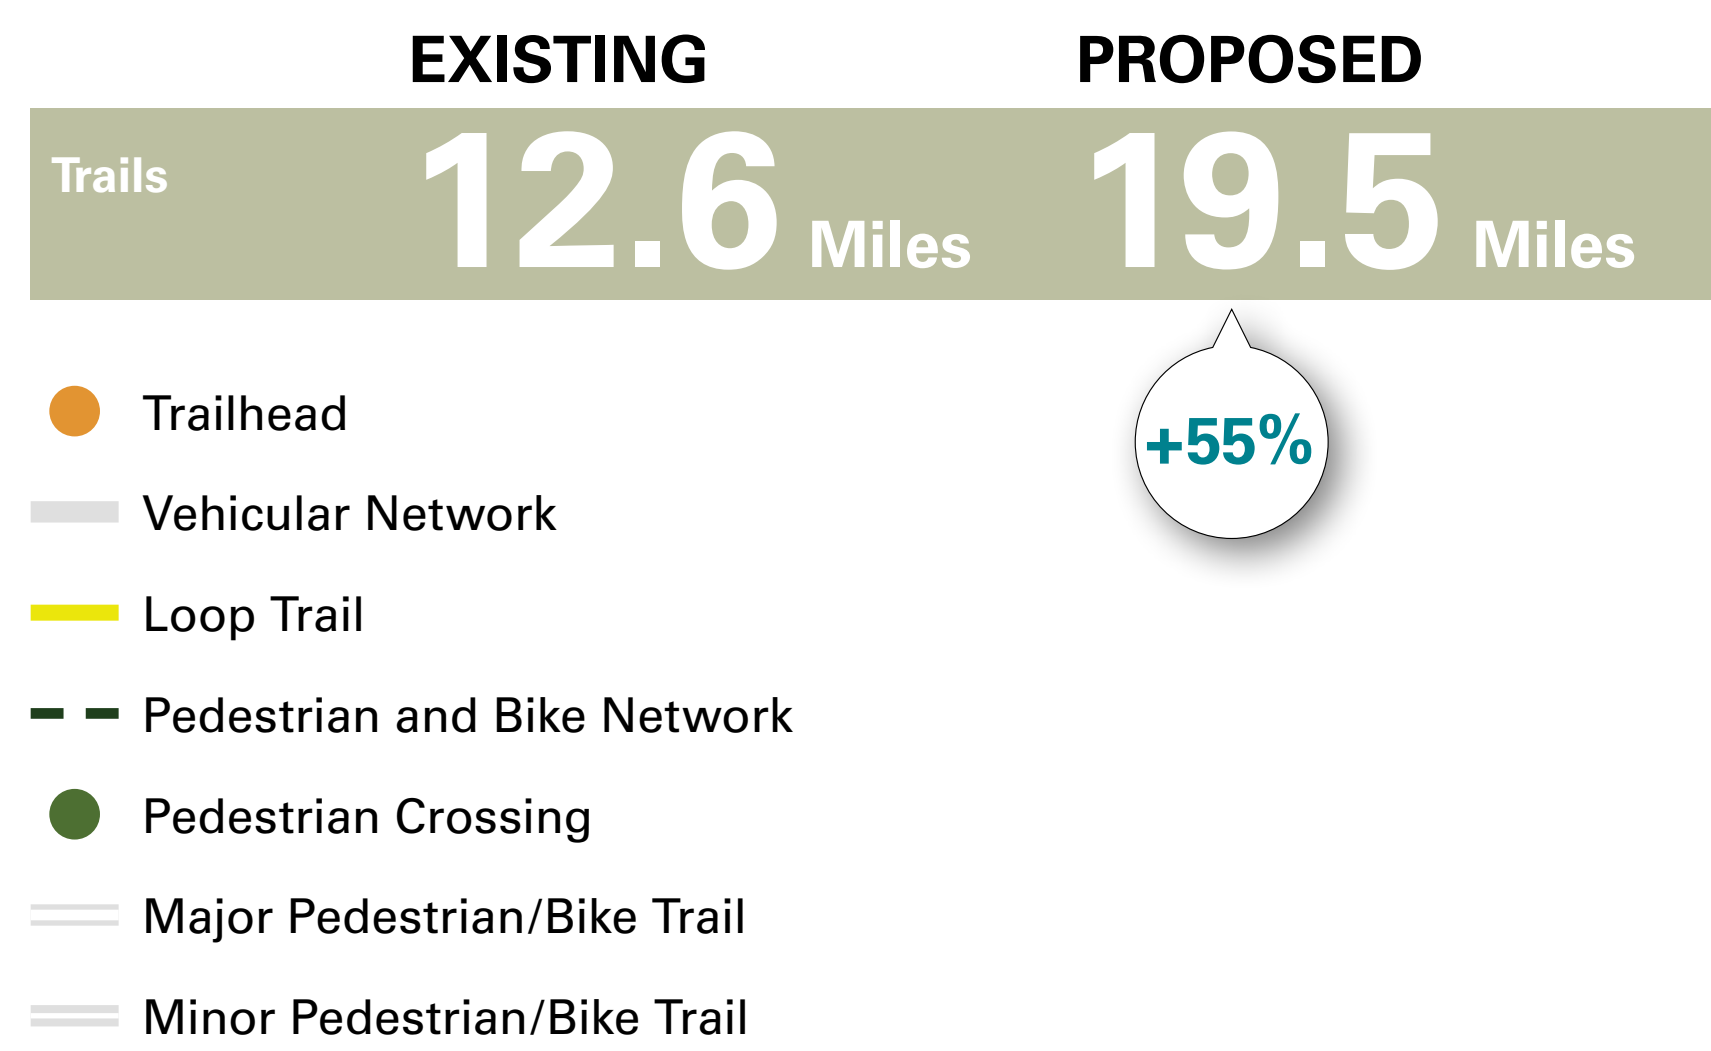 EXISTING PROPOSED
Trails 12.6 Miles 19.5 Miles
+55%
Trailhead
Vehicular Network
Loop Trail
Pedestrian and Bike Network
Pedestrian Crossing
Major Pedestrian/Bike Trail
Minor Pedestrian/Bike Trail